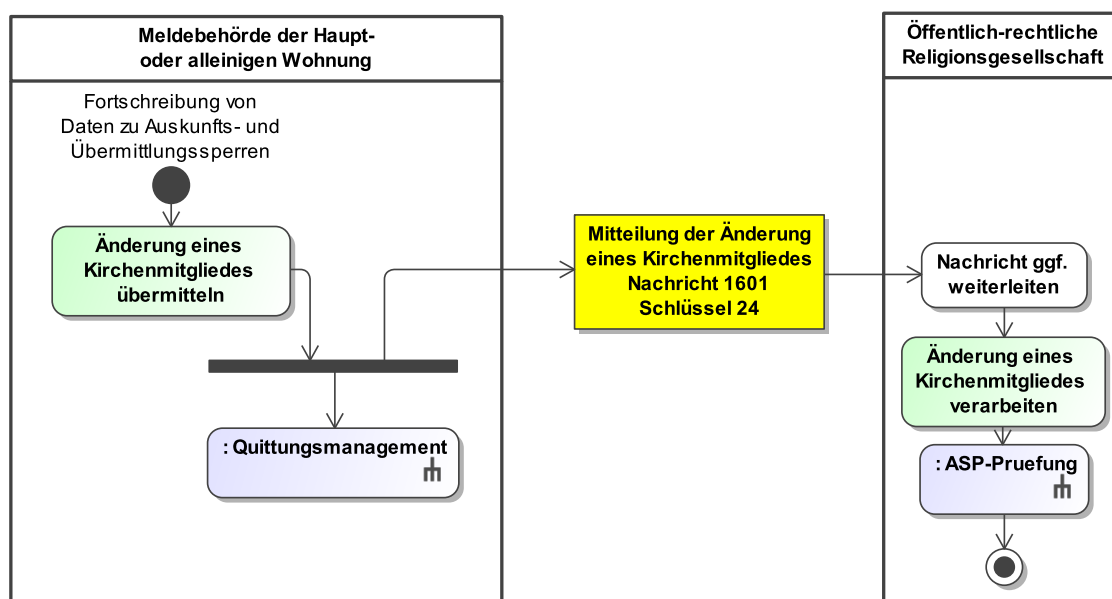 Meldebehörde der Haupt-
oder alleinigen Wohnung
Fortschreibung von
Daten zu Auskunfts- und
Übermittlungssperren
Änderung eines
Kirchenmitgliedes
übermitteln
: Quittungsmanagement
Mitteilung der Änderung
eines Kirchenmitgliedes
Nachricht 1601
Schlüssel 24
Öffentlich-rechtliche
Religionsgesellschaft
Nachricht ggf.
weiterleiten
Änderung eines
Kirchenmitgliedes
verarbeiten
: ASP-Pruefung